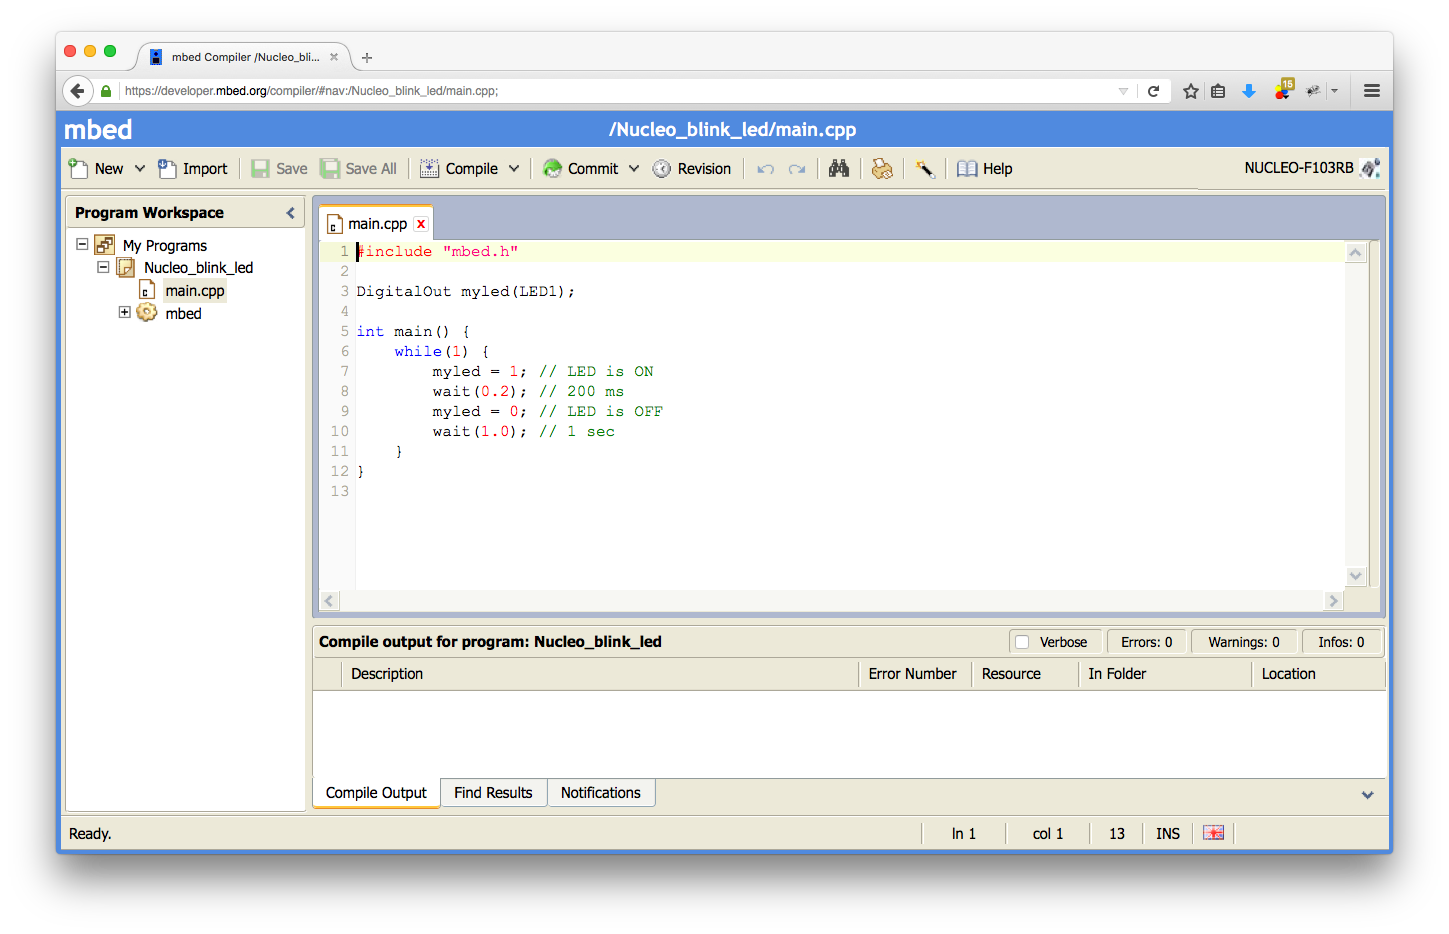 mbed Compiler /Nucleo_bli...
https://developer.mbed.org/compiler/#nav:/Nucleo_blink_led/main.cpp;
15
mbed
/Nucleo_blink_led/main.cpp
New Import Save Save All Compile Commit Revision Help NUCLEO-F103RB
Program Workspace
My Programs
Nucleo_blink_led
main.cpp
mbed
main.cpp
1 #include "mbed.h"
2
3 DigitalOut myled(LED1);
4
5 int main() {
6     while(1) {
7         myled = 1; // LED is ON
8         wait(0.2); // 200 ms
9         myled = 0; // LED is OFF
10         wait(1.0); // 1 sec
11     }
12 }
13
Compile output for program: Nucleo_blink_led Verbose Errors: 0 Warnings: 0 Infos: 0
Description Error Number Resource In Folder Location
Compile Output Find Results Notifications
Ready. ln 1 col 1 13 INS